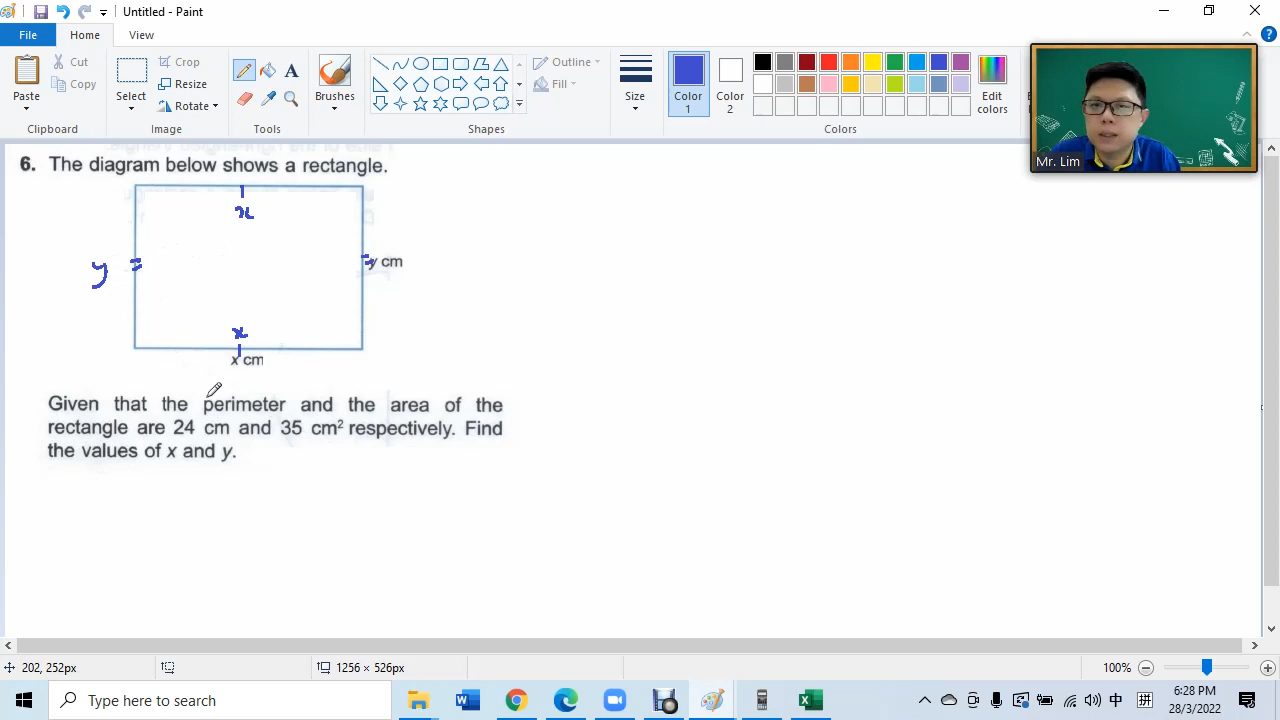 Untitled - Paint
File Home View
Paste
Cut
Copy
Clipboard
Select
Crop
Resize
Rotate
Image
A
Tools
Brushes
Outline
Fill
Shapes
Size
Color 1
Color 2
Edit colors
Colors
Mr. Lim
6. The diagram below shows a rectangle.
x
y
y cm
x
x cm
Given that the perimeter and the area of the
rectangle are 24 cm and 35 cm² respectively. Find
the values of x and y.
202, 252px
1256 × 526px
100%
Type here to search
中
拼
6:28 PM
28/3/2022